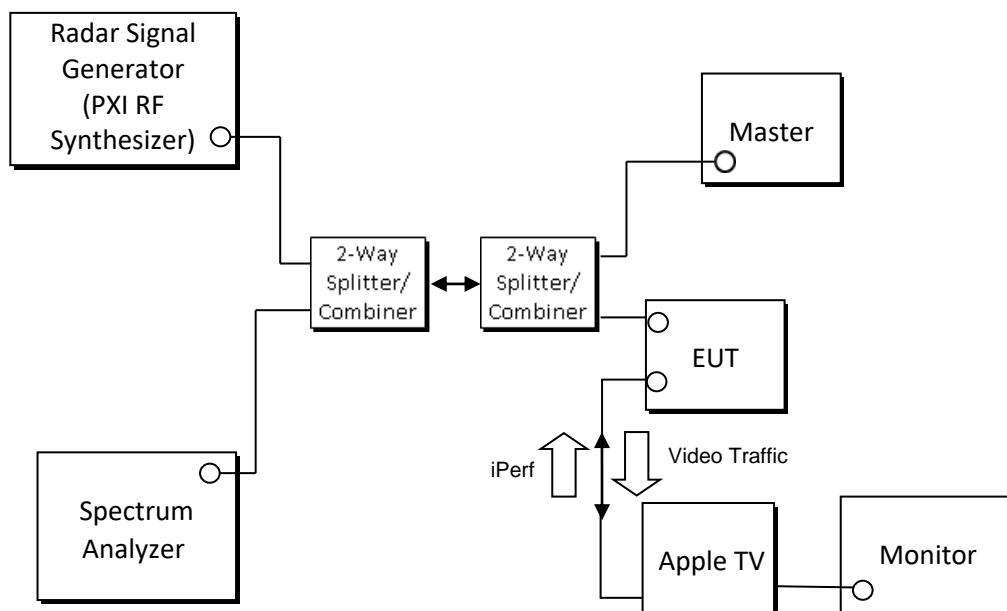 Radar Signal
Generator
(PXI RF
Synthesizer)
Master
2-Way
Splitter/
Combiner
2-Way
Splitter/
Combiner
EUT
iPerf
Video Traffic
Spectrum
Analyzer
Apple TV
Monitor